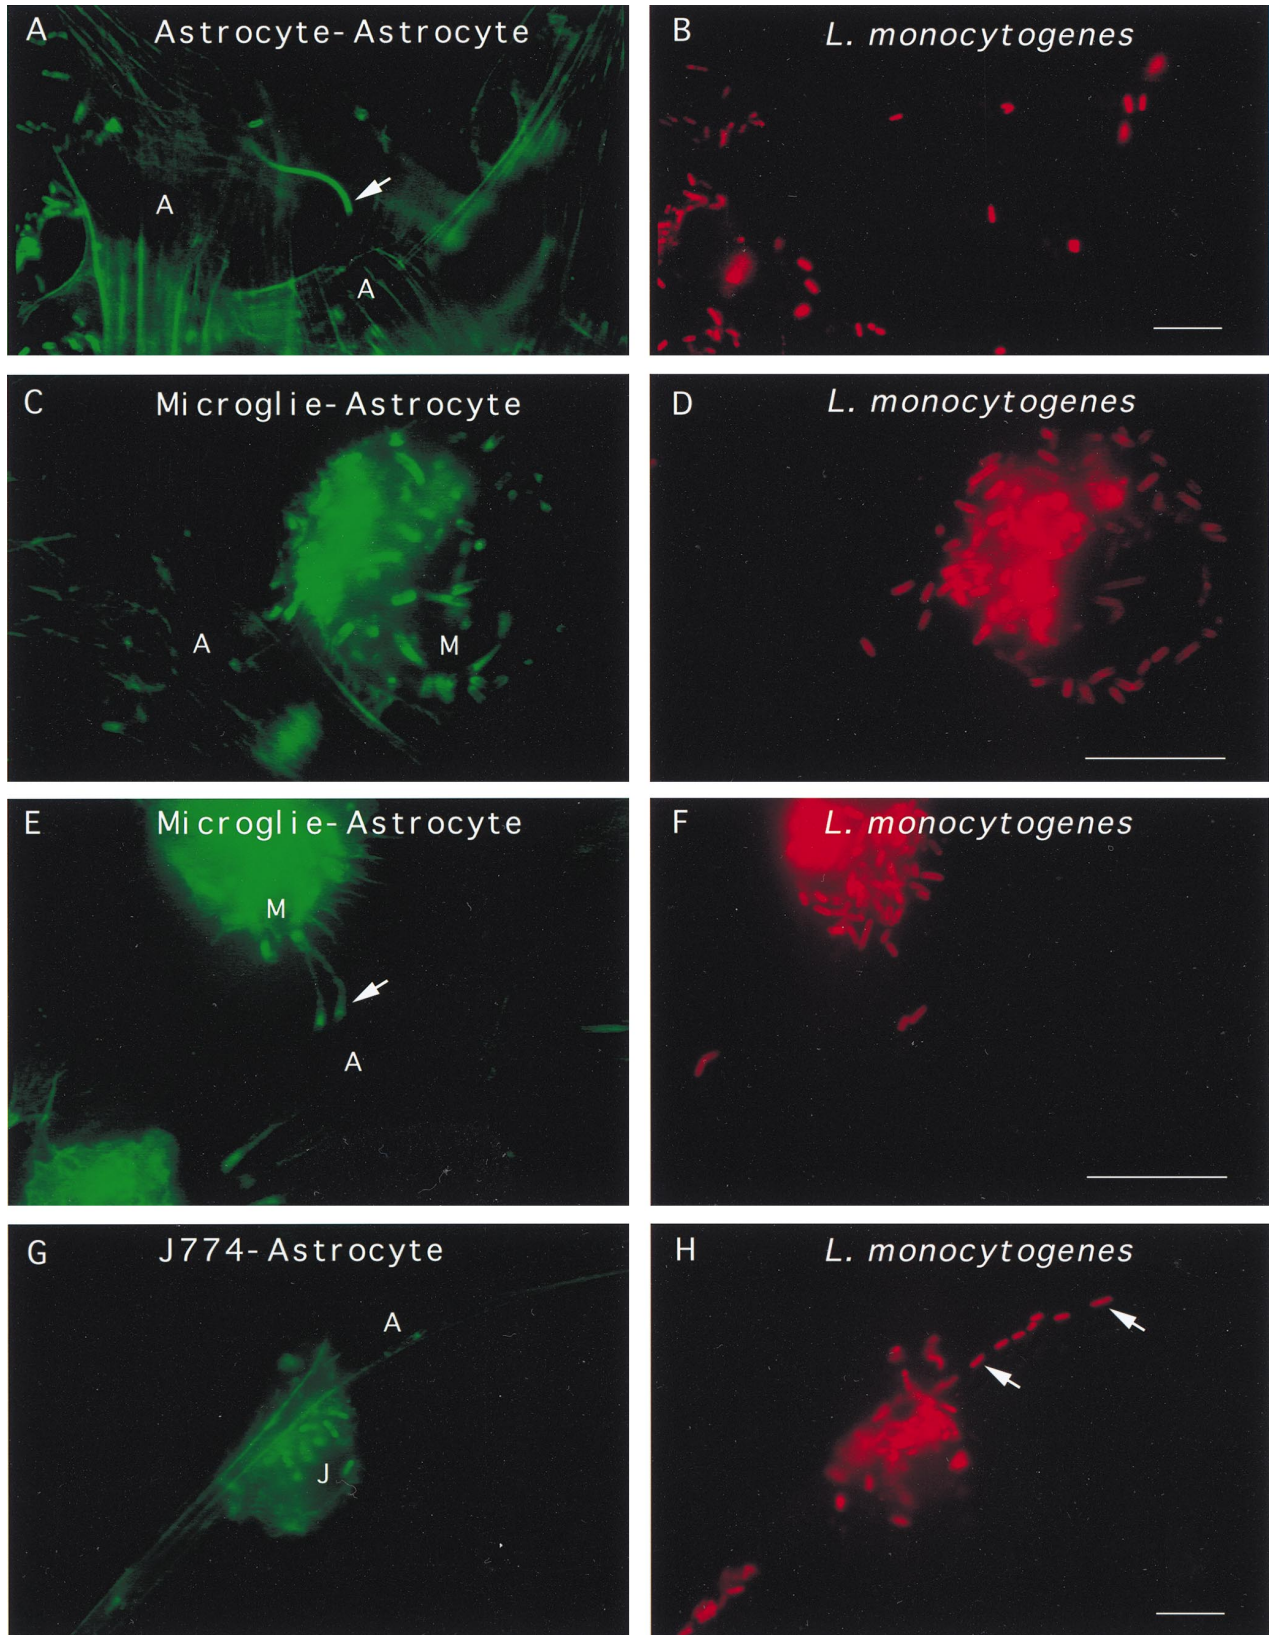 A Astrocyte-Astrocyte
A
A
B L. monocytogenes
C Microglie-Astrocyte
A
M
D L. monocytogenes
E Microglie-Astrocyte
M
A
F L. monocytogenes
G J774-Astrocyte
A
J
H L. monocytogenes